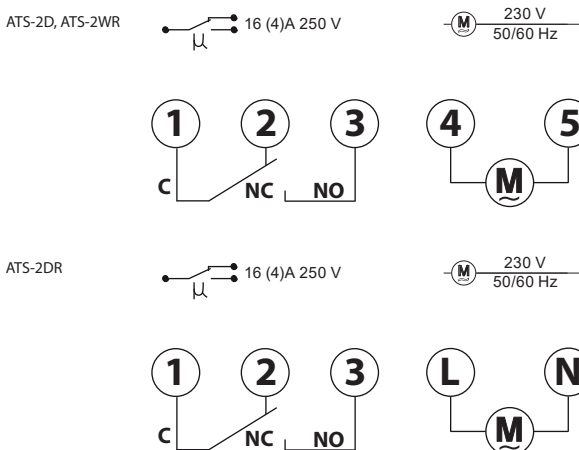 ATS-2D, ATS-2WR 16 (4)A 250 V M 230 V
50/60 Hz
1 2 3 4 5
C NC NO M
ATS-2DR 16 (4)A 250 V M 230 V
50/60 Hz
1 2 3 L N
C NC NO M